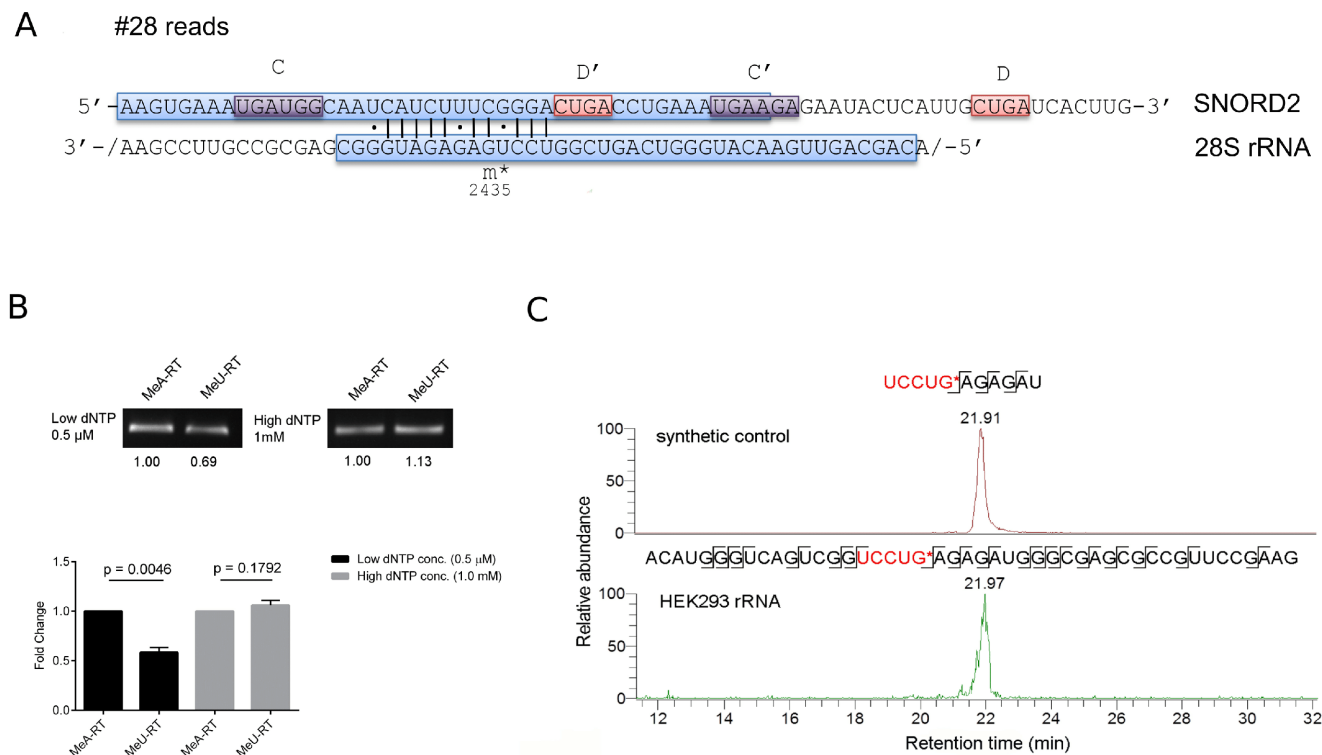 A
#28 reads
C D' C' D
5'-AAGUGAAAUGAUGGCAAUCAUCUUUCGGGACUGACCUGAAAUGAAGAGAAUACUCAUUGCUGAUCACUUG-3' SNORD2
3'-/AAGCCUUGCCGCGAGCGGGUAGAGAGUCCUGGCUGACUGGGUACAAGUUGACGACA/-5' 28S rRNA
m*
2435
B
MeA-RT MeU-RT MeA-RT MeU-RT
Low dNTP
0.5 µM
High dNTP
1mM
1.00 0.69 1.00 1.13
Low dNTP conc. (0.5 µM)
High dNTP conc. (1.0 mM)
p = 0.0046 p = 0.1792
1.5
1.0
0.5
0.0
Fold Change
MeA-RT MeU-RT MeA-RT MeU-RT
C
UCCUG*AGAGAU
21.91
synthetic control
100
50
0
ACAUGGGUCAGUCGGUCCUG*AGAGAUGGGCGAGCGCCGUUCCGAAG
21.97
HEK293 rRNA
100
50
0
Relative abundance
12 14 16 18 20 22 24 26 28 30 32
Retention time (min)